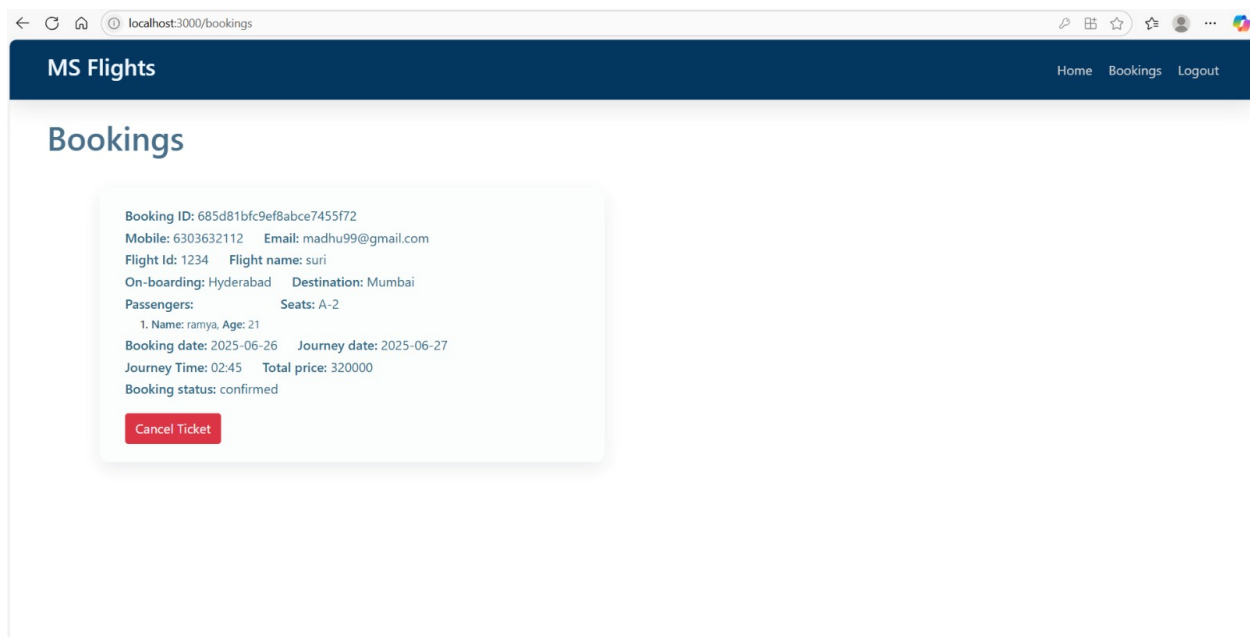 localhost:3000/bookings
MS Flights
Home Bookings Logout
Bookings
Booking ID: 685d81bfc9ef8abce7455f72
Mobile: 6303632112 Email: madhu99@gmail.com
Flight Id: 1234 Flight name: suri
On-boarding: Hyderabad Destination: Mumbai
Passengers: Seats: A-2
1. Name: ramya, Age: 21
Booking date: 2025-06-26 Journey date: 2025-06-27
Journey Time: 02:45 Total price: 320000
Booking status: confirmed
Cancel Ticket